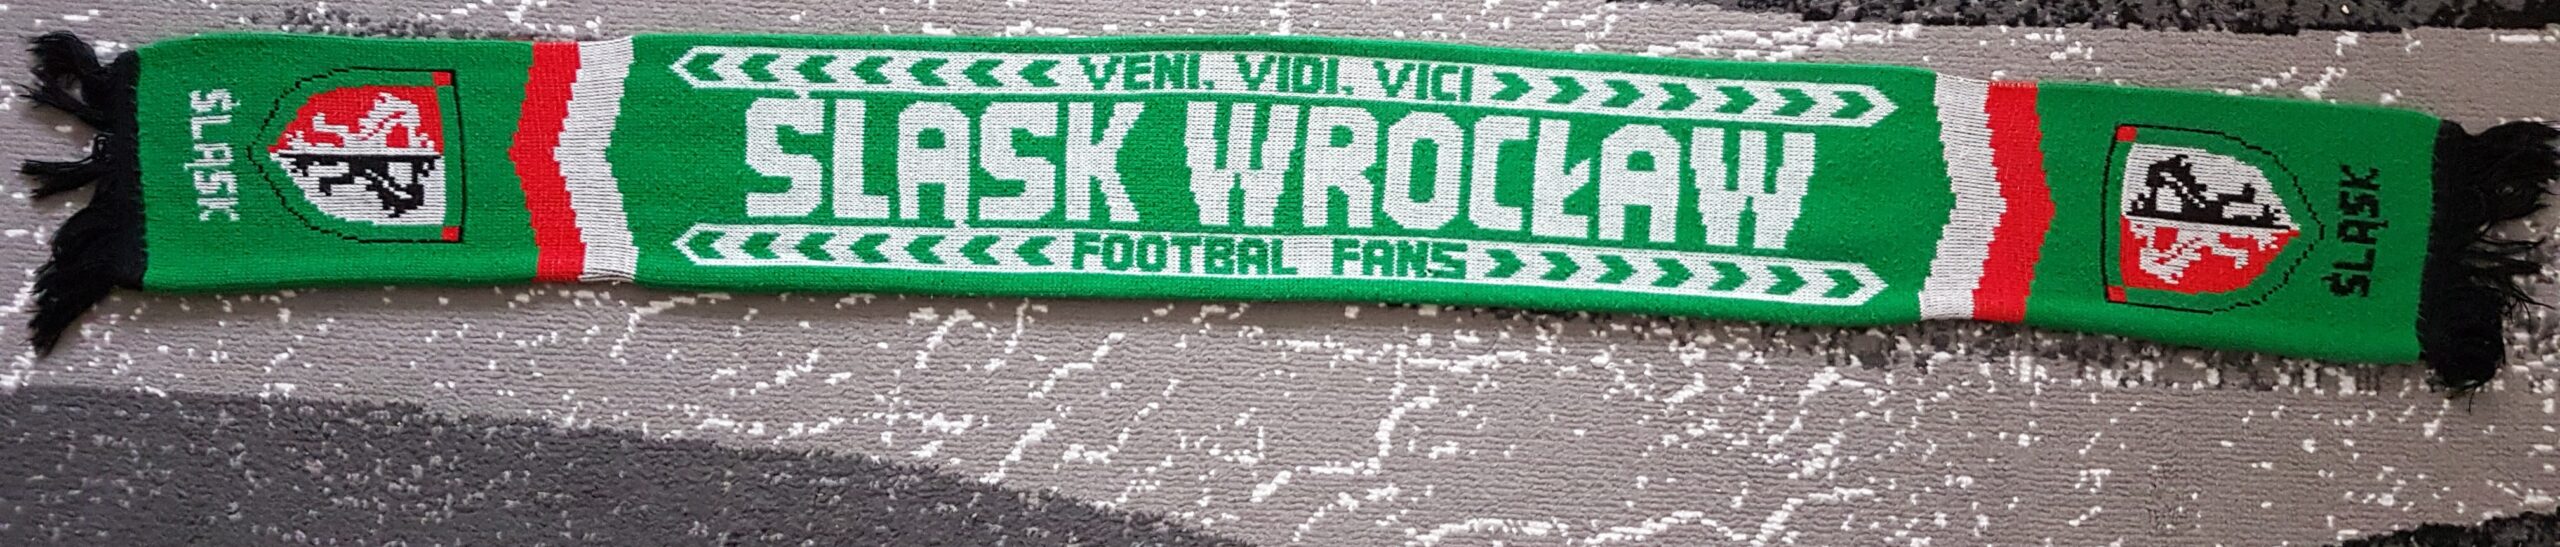 ŚLĄSK
VENI, VIDI, VICI
ŚLĄSK WROCŁAW
FOOTBAL FANS
ŚLĄSK